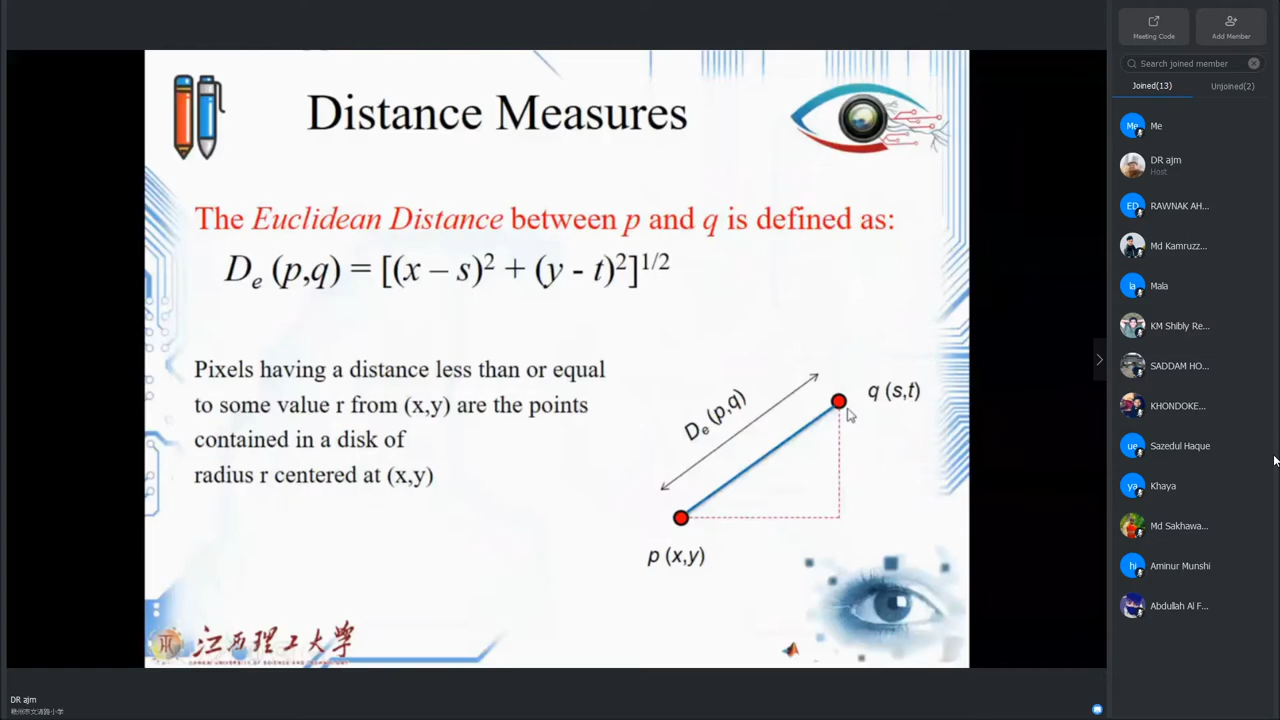 Meeting Code
Add Member
Search joined member
Joined(13)
Unjoined(2)
Me
Me
DR ajm
Host
ED
RAWNAK AH...
Md Kamruzz...
la
Mala
KM Shibly Re...
SADDAM HO...
KHONDOKE...
ue
Sazedul Haque
ya
Khaya
Md Sakhawa...
hi
Aminur Munshi
Abdullah Al F...
Distance Measures
The Euclidean Distance between p and q is defined as:
De (p,q) = [(x – s)2 + (y - t)2]1/2
Pixels having a distance less than or equal
to some value r from (x,y) are the points
contained in a disk of
radius r centered at (x,y)
De (p,q)
q (s,t)
p (x,y)
江西理工大学
DR ajm